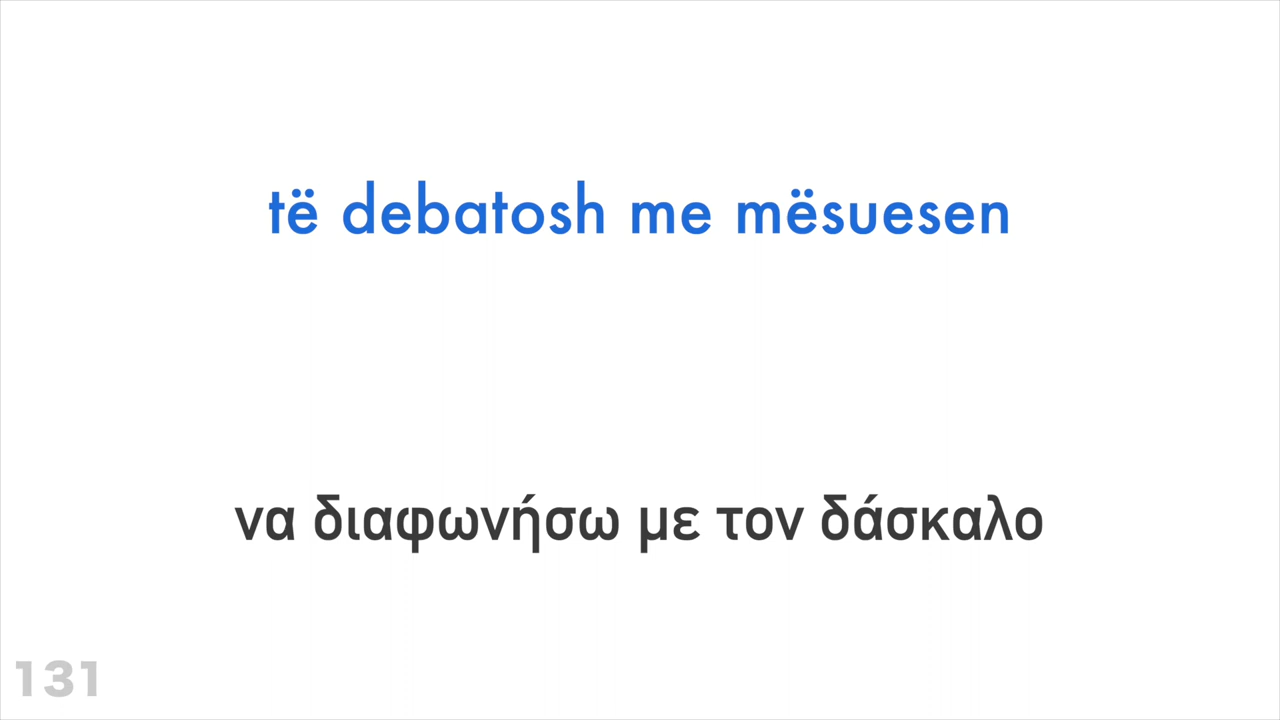 të debatosh me mësuesen
να διαφωνήσω με τον δάσκαλο
131